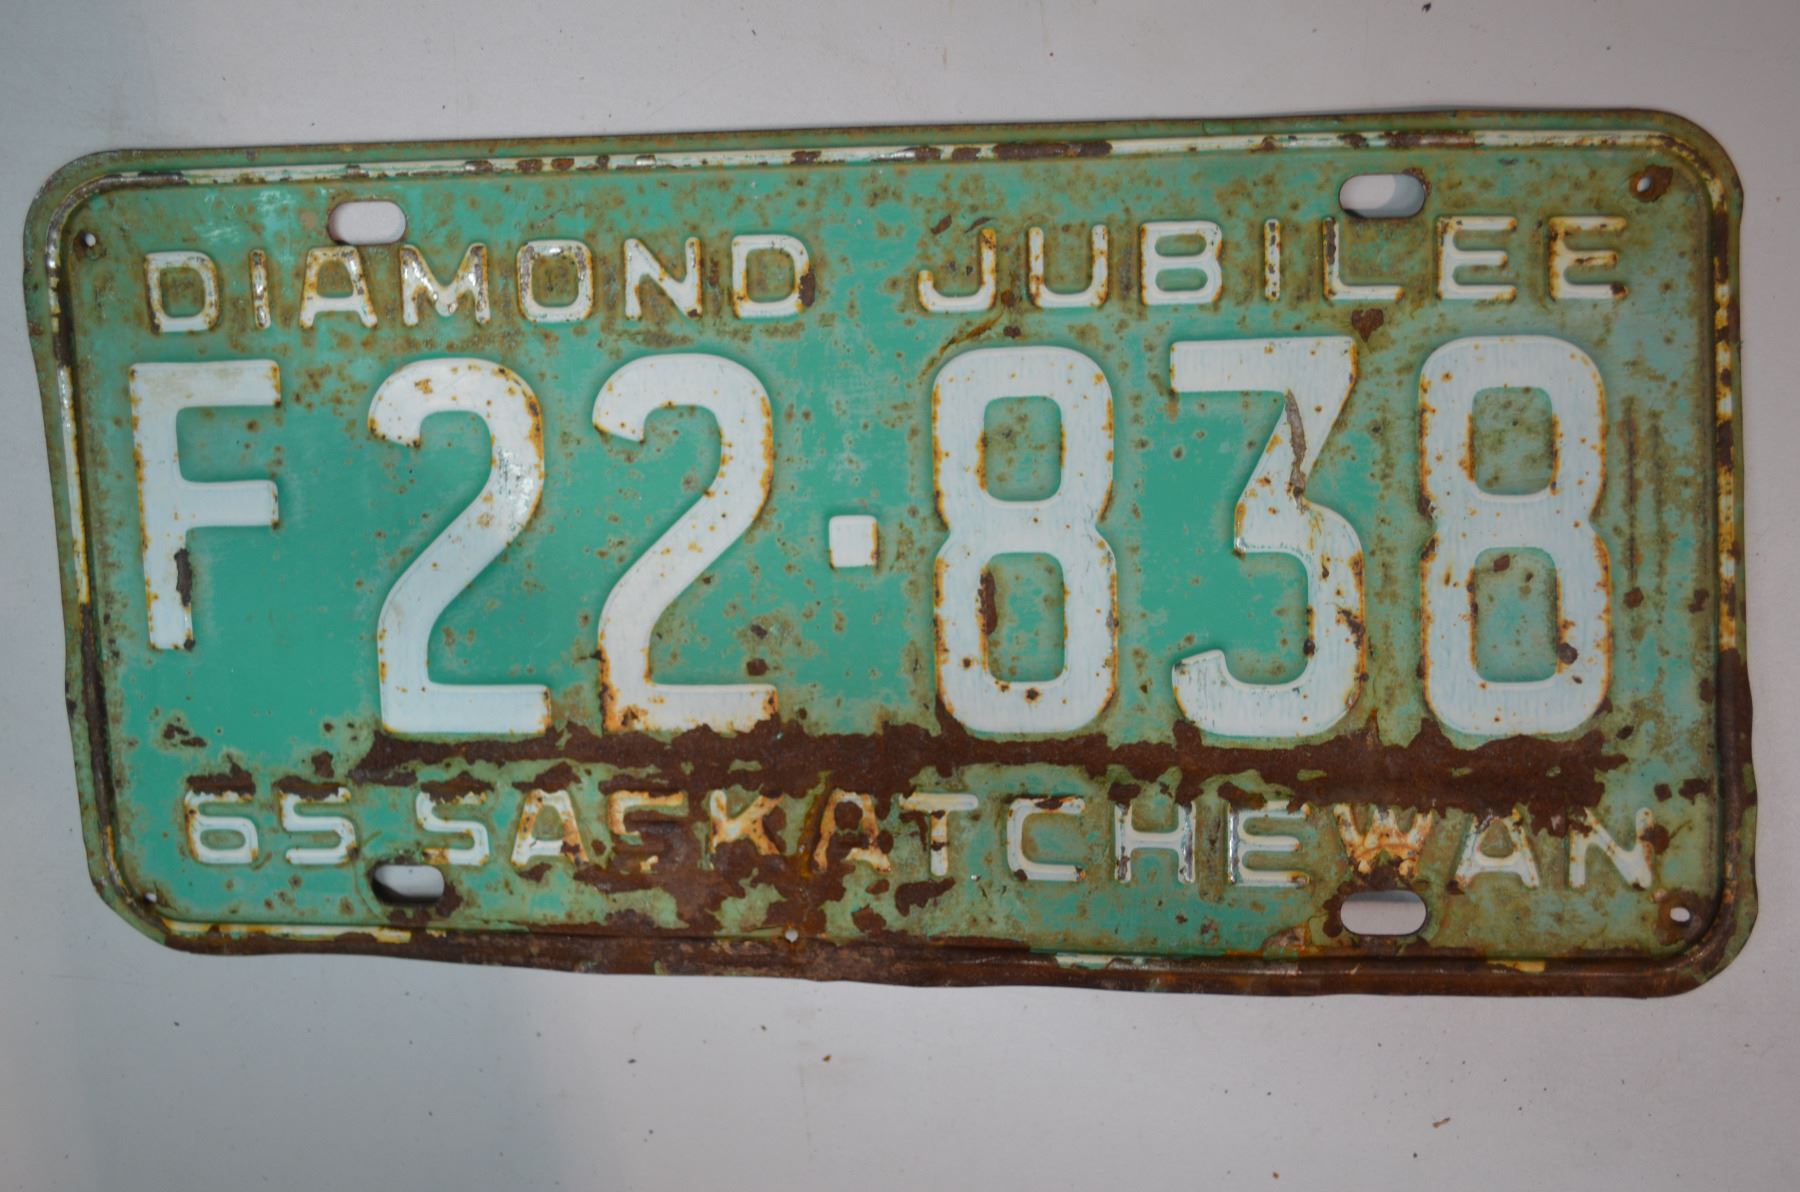 DIAMOND JUBILEE
F22-838
65 SASKATCHEWAN